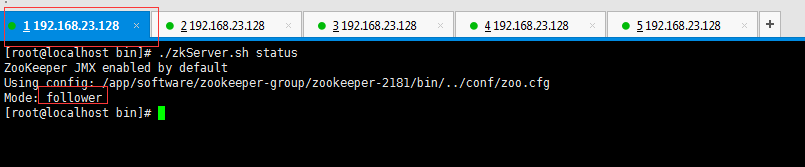 1 192.168.23.128 × 2 192.168.23.128 × 3 192.168.23.128 × 4 192.168.23.128 × 5 192.168.23.128 × +
[root@localhost bin]# ./zkServer.sh status
ZooKeeper JMX enabled by default
Using config: /app/software/zookeeper-group/zookeeper-2181/bin/../conf/zoo.cfg
Mode: follower
[root@localhost bin]#